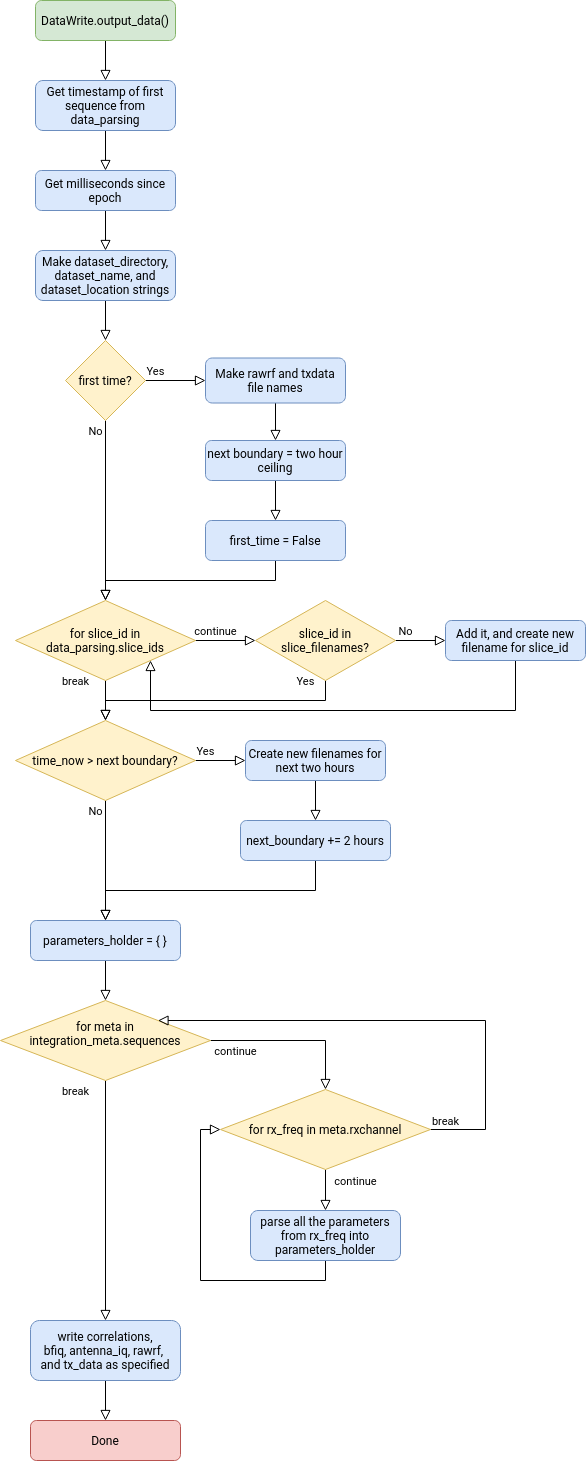 DataWrite.output_data()
Get timestamp of first
sequence from
data_parsing
Get milliseconds since
epoch
Make dataset_directory,
dataset_name, and
dataset_location strings
first time?
Yes
Make rawrf and txdata
file names
No
next boundary = two hour
ceiling
first_time = False
for slice_id in
data_parsing.slice_ids
continue
slice_id in
slice_filenames?
No
Add it, and create new
filename for slice_id
break
Yes
time_now > next boundary?
Yes
Create new filenames for
next two hours
No
next_boundary += 2 hours
parameters_holder = { }
for meta in
integration_meta.sequences
continue
break
for rx_freq in meta.rxchannel
break
continue
parse all the parameters
from rx_freq into
parameters_holder
write correlations,
bfiq, antenna_iq, rawrf,
and tx_data as specified
Done